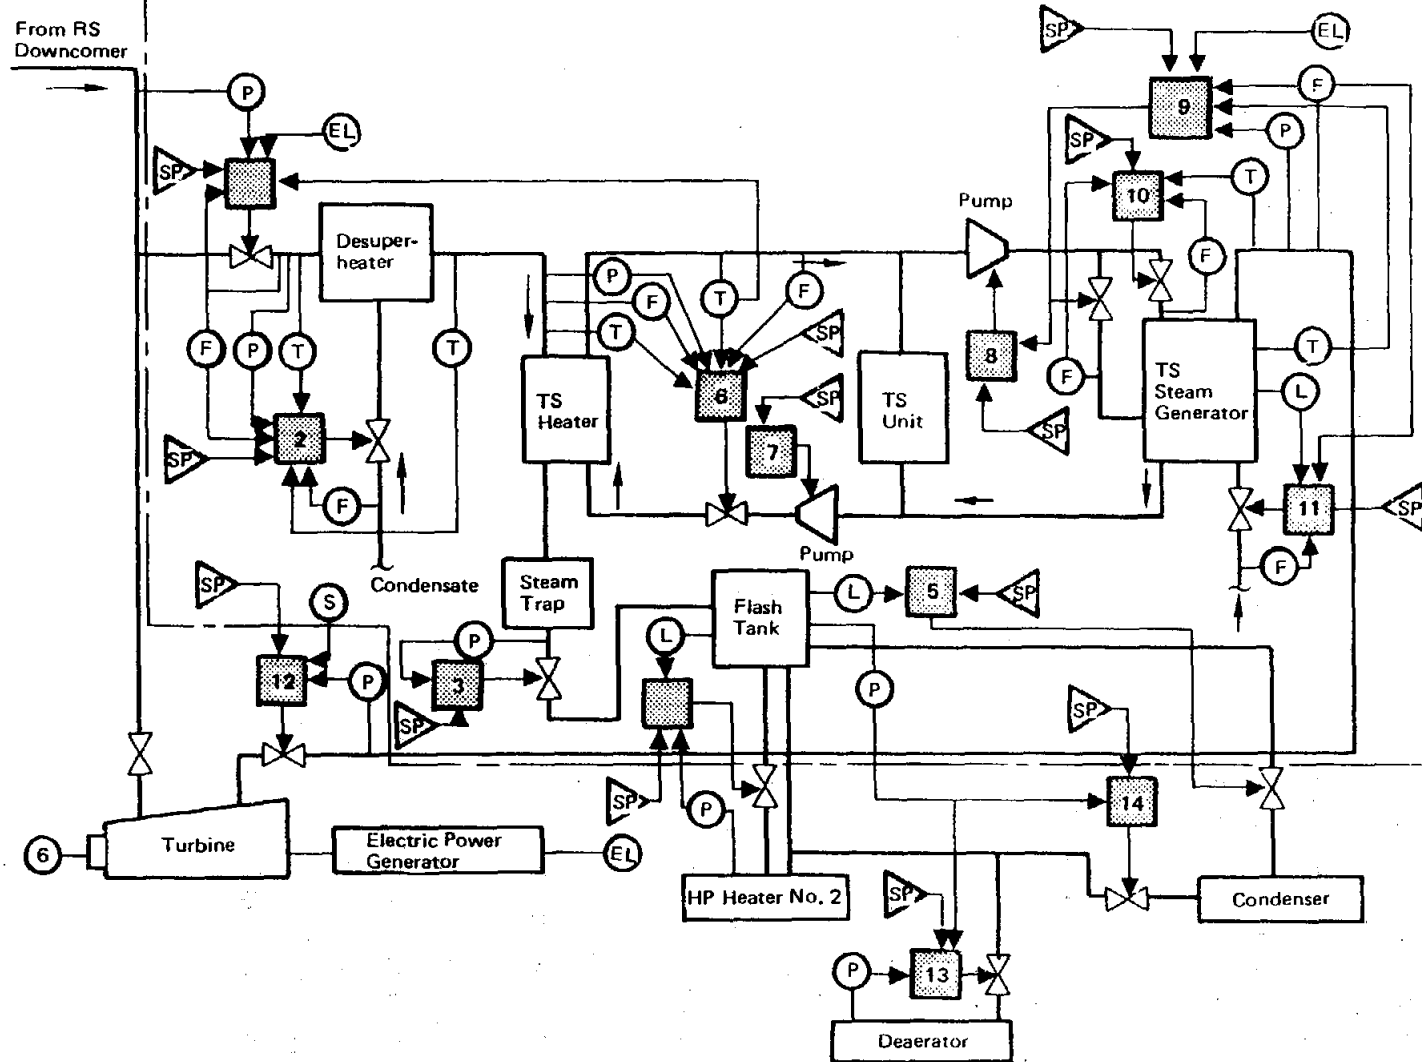 From RS
Downcomer
P
EL
SP
Desuper-
heater
F
P
T
T
2
SP
F
Condensate
P
F
T
T
F
SP
6
SP
7
TS
Heater
Pump
TS
Unit
Pump
8
SP
SP
EL
9
F
P
SP
10
T
F
F
TS
Steam
Generator
T
L
11
SP
F
SP
S
12
P
Steam
Trap
P
3
SP
Flash
Tank
L
5
SP
L
P
SP
P
SP
14
6
Turbine
Electric Power
Generator
EL
HP Heater No. 2
SP
P
13
Condenser
Deaerator